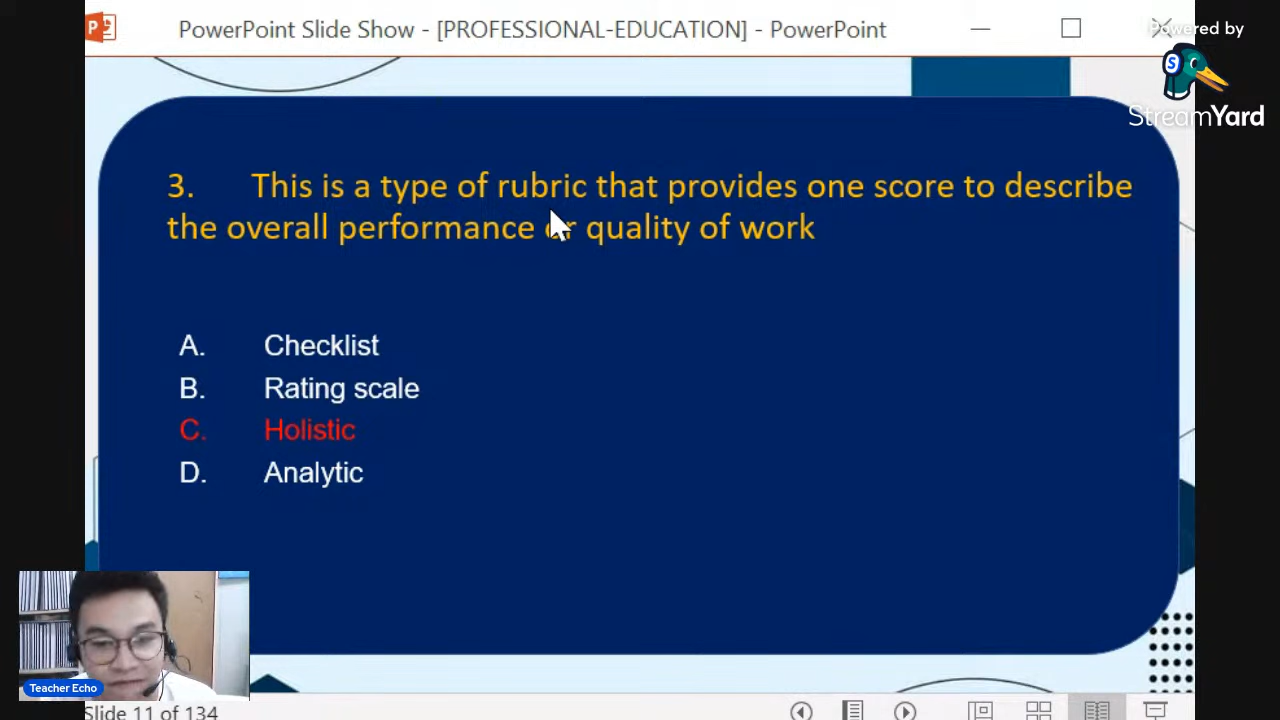 PowerPoint Slide Show - [PROFESSIONAL-EDUCATION] - PowerPoint
Powered by
S
StreamYard
3. This is a type of rubric that provides one score to describe
the overall performance or quality of work
A. Checklist
B. Rating scale
C. Holistic
D. Analytic
Teacher Echo
Slide 11 of 134